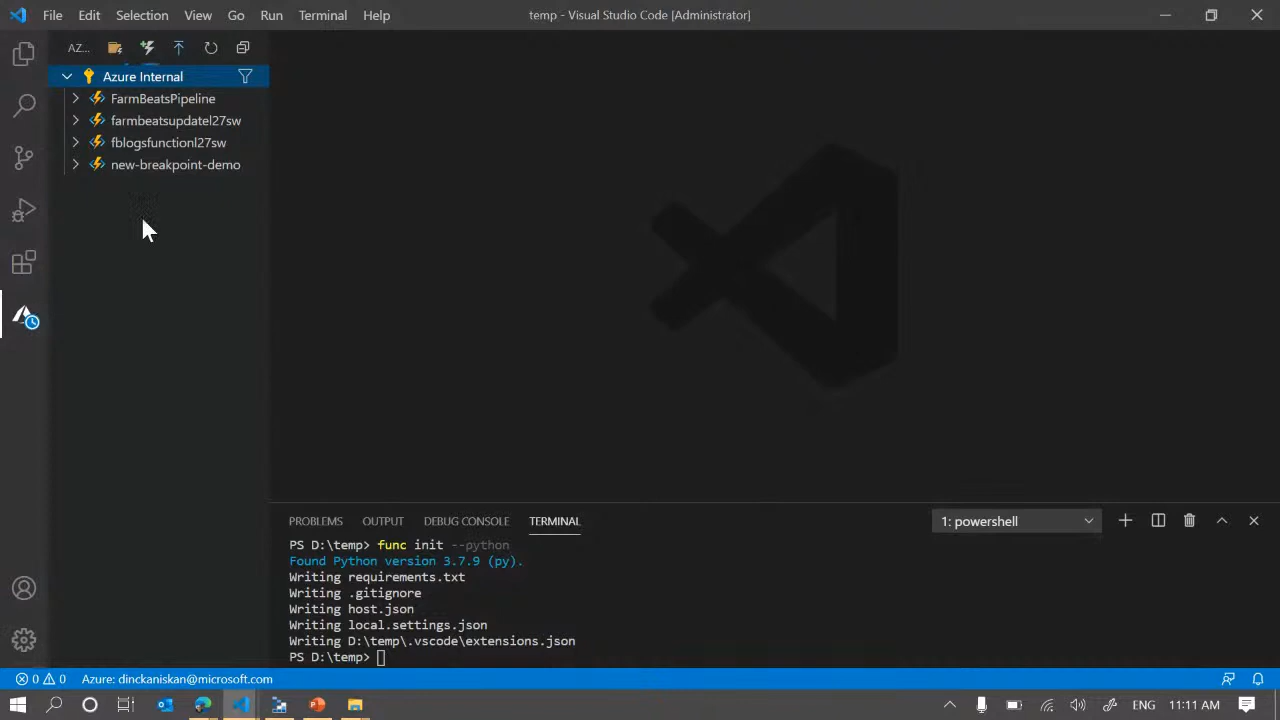 File Edit Selection View Go Run Terminal Help
temp - Visual Studio Code [Administrator]
AZ...
Azure Internal
FarmBeatsPipeline
farmbeatsupdatel27sw
fblogsfunctionl27sw
new-breakpoint-demo
PROBLEMS OUTPUT DEBUG CONSOLE TERMINAL
1: powershell
PS D:\temp> func init --python
Found Python version 3.7.9 (py).
Writing requirements.txt
Writing .gitignore
Writing host.json
Writing local.settings.json
Writing D:\temp\.vscode\extensions.json
PS D:\temp>
0 0 Azure: dinckaniskan@microsoft.com
ENG 11:11 AM